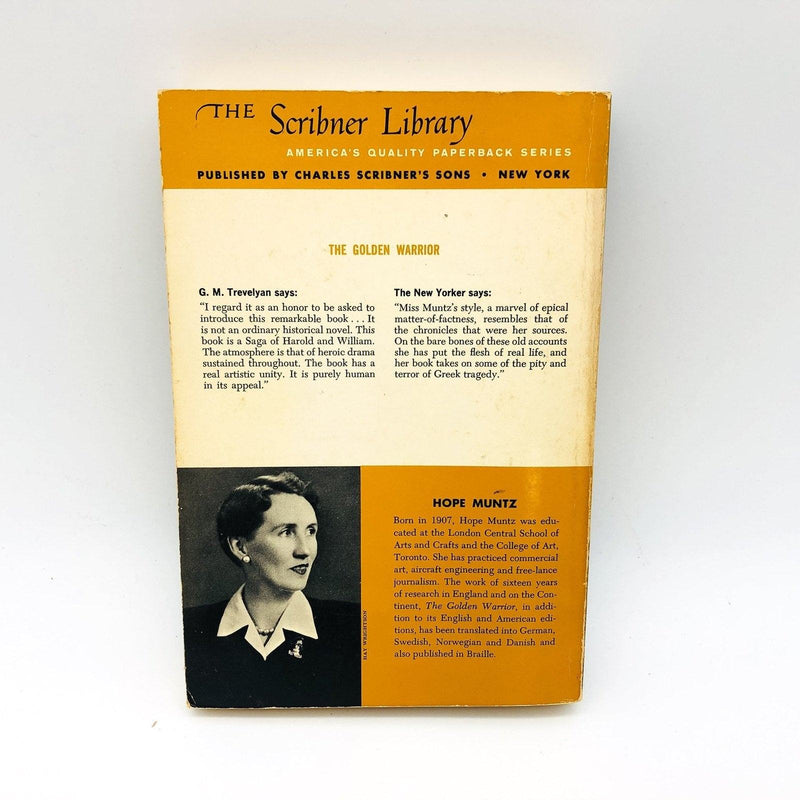 THE Scribner Library
AMERICA'S QUALITY PAPERBACK SERIES
PUBLISHED BY CHARLES SCRIBNER'S SONS • NEW YORK
THE GOLDEN WARRIOR
G. M. Trevelyan says:
"I regard it as an honor to be asked to
introduce this remarkable book . . . It
is not an ordinary historical novel. This
book is a Saga of Harold and William.
The atmosphere is that of heroic drama
sustained throughout. The book has a
real artistic unity. It is purely human
in its appeal."
The New Yorker says:
"Miss Muntz's style, a marvel of epical
matter-of-factness, resembles that of
the chronicles that were her sources.
On the bare bones of these old accounts
she has put the flesh of real life, and
her book takes on some of the pity and
terror of Greek tragedy."
HAY WRIGHTSON
HOPE MUNTZ
Born in 1907, Hope Muntz was edu-
cated at the London Central School of
Arts and Crafts and the College of Art,
Toronto. She has practiced commercial
art, aircraft engineering and free-lance
journalism. The work of sixteen years
of research in England and on the Con-
tinent, The Golden Warrior, in addi-
tion to its English and American edi-
tions, has been translated into German,
Swedish, Norwegian and Danish and
also published in Braille.